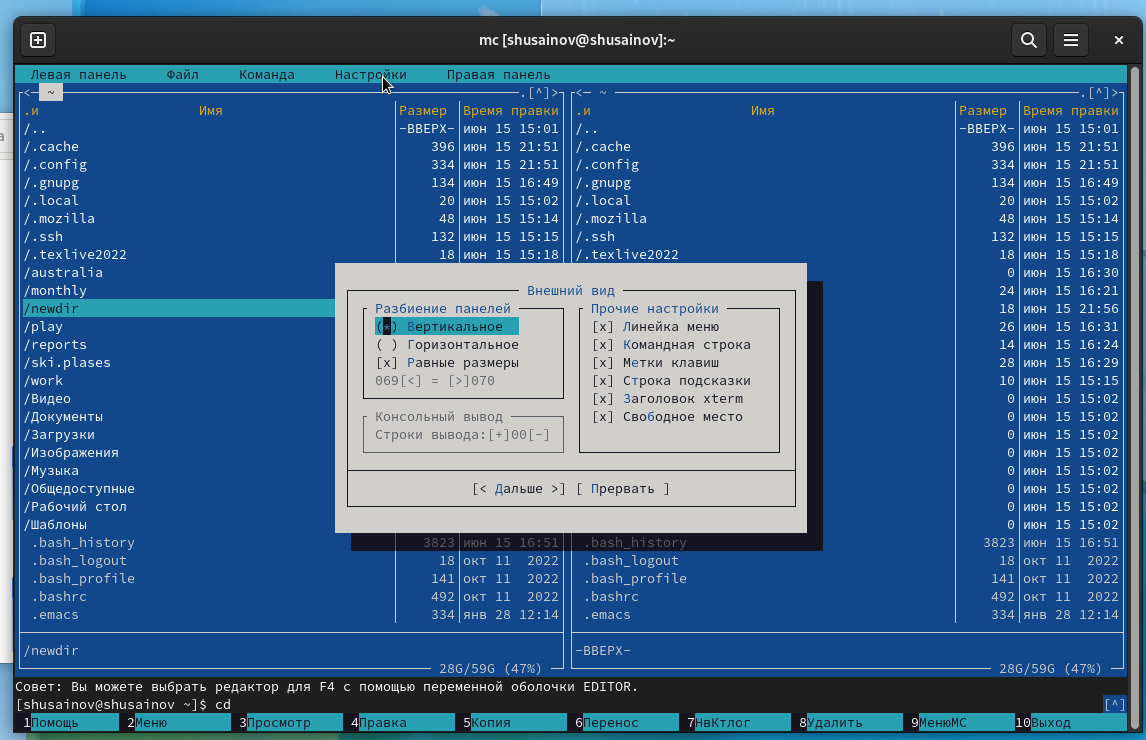 mc [shusainov@shusainov]:~
Левая панель Файл Команда Настройки Правая панель
<─ ~ .[^]> <─ ~ .[^]>
.и Имя Размер Время правки .и Имя Размер Время правки
/.. -ВВЕРХ- июн 15 15:01 /.. -ВВЕРХ- июн 15 15:01
/.cache 396 июн 15 21:51 /.cache 396 июн 15 21:51
/.config 334 июн 15 21:51 /.config 334 июн 15 21:51
/.gnupg 134 июн 15 16:49 /.gnupg 134 июн 15 16:49
/.local 20 июн 15 15:02 /.local 20 июн 15 15:02
/.mozilla 48 июн 15 15:14 /.mozilla 48 июн 15 15:14
/.ssh 132 июн 15 15:15 /.ssh 132 июн 15 15:15
/.texlive2022 18 июн 15 15:18 /.texlive2022 18 июн 15 15:18
/australia 0 июн 15 16:30
/monthly Внешний вид 24 июн 15 16:21
/newdir Разбиение панелей Прочие настройки 18 июн 15 21:56
/play (*) Вертикальное [x] Линейка меню 26 июн 15 16:31
/reports ( ) Горизонтальное [x] Командная строка 14 июн 15 16:24
/ski.plases [x] Равные размеры [x] Метки клавиш 28 июн 15 16:29
/work 069[<] = [>]070 [x] Строка подсказки 10 июн 15 15:15
/Видео [x] Заголовок xterm 0 июн 15 15:02
/Документы Консольный вывод [x] Свободное место 0 июн 15 15:02
/Загрузки Строки вывода:[+]00[-] 0 июн 15 15:02
/Изображения 0 июн 15 15:02
/Музыка 0 июн 15 15:02
/Общедоступные [< Дальше >] [ Прервать ] 0 июн 15 15:02
/Рабочий стол 0 июн 15 15:02
/Шаблоны 0 июн 15 15:02
.bash_history 3823 июн 15 16:51 .bash_history 3823 июн 15 16:51
.bash_logout 18 окт 11 2022 .bash_logout 18 окт 11 2022
.bash_profile 141 окт 11 2022 .bash_profile 141 окт 11 2022
.bashrc 492 окт 11 2022 .bashrc 492 окт 11 2022
.emacs 334 янв 28 12:14 .emacs 334 янв 28 12:14
/newdir -ВВЕРХ-
28G/59G (47%) 28G/59G (47%)
Совет: Вы можете выбрать редактор для F4 с помощью переменной оболочки EDITOR.
[shusainov@shusainov ~]$ cd [^]
1Помощь 2Меню 3Просмотр 4Правка 5Копия 6Перенос 7НвКтлог 8Удалить 9МенюМС 10Выход